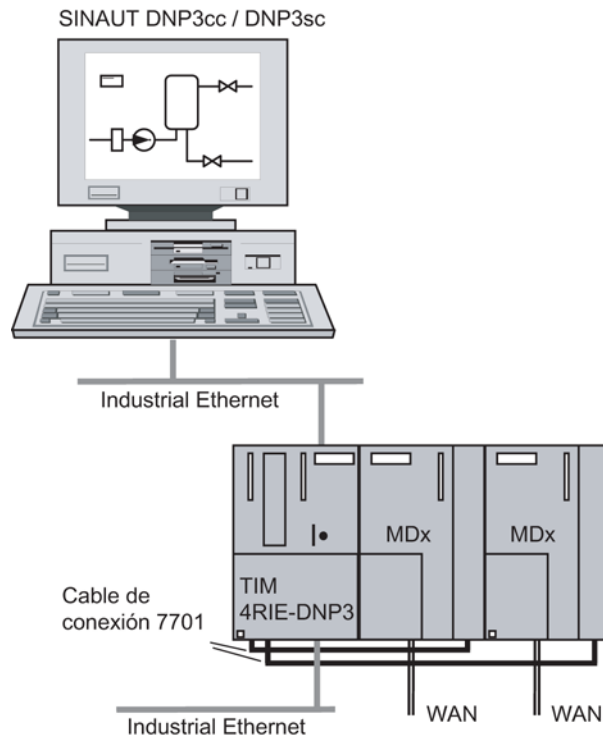 SINAUT DNP3cc / DNP3sc
Industrial Ethernet
MDx
MDx
TIM
4RIE-DNP3
Cable de
conexión 7701
WAN
WAN
Industrial Ethernet